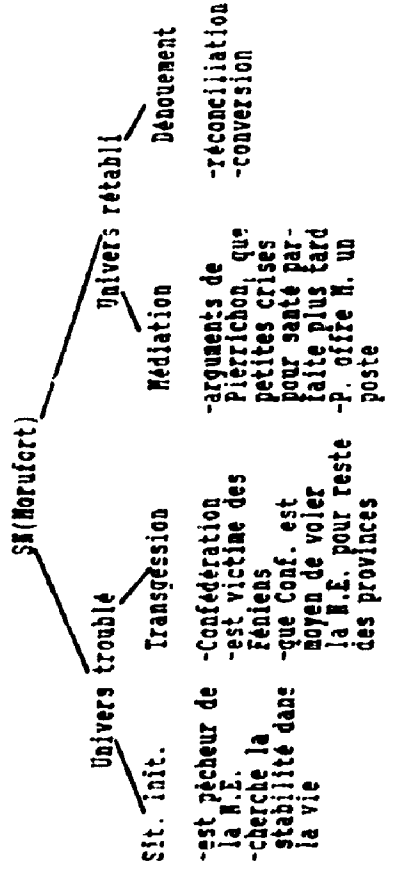 SN(Morufort)
Univers troublé
Univers rétabli
Sit. init.
Transgession
Médiation
Dénouement
-est pêcheur de
la N.E.
-cherche la
stabilité dans
la vie
-Confédération
-est victime des
Féniens
-que Conf. est
moyen de voler
la N.E. pour reste
des provinces
-arguments de
Pierrichon, que
petites crises
pour santé par-
faite plus tard
-P. offre M. un
poste
-réconciliation
-conversion